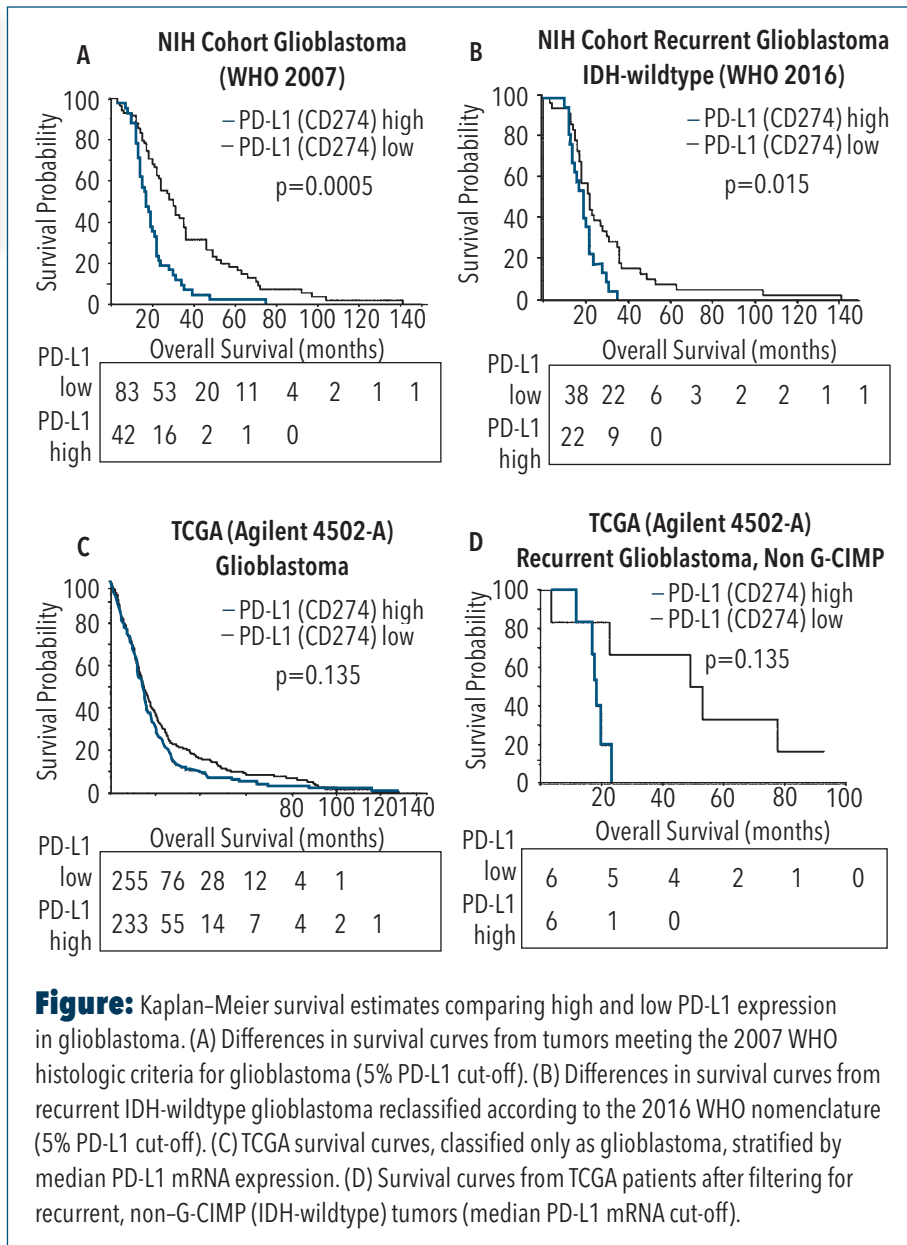 A
NIH Cohort Glioblastoma
(WHO 2007)
100
80
60
40
20
0
Survival Probability
PD-L1 (CD274) high
PD-L1 (CD274) low
p=0.0005
20 40 60 80 100 120 140
Overall Survival (months)
PD-L1
low
83 53 20 11 4 2 1 1
PD-L1
high
42 16 2 1 0
B
NIH Cohort Recurrent Glioblastoma
IDH-wildtype (WHO 2016)
100
80
60
40
20
0
Survival Probability
PD-L1 (CD274) high
PD-L1 (CD274) low
p=0.015
20 40 60 80 100 120 140
Overall Survival (months)
PD-L1
low
38 22 6 3 2 2 1 1
PD-L1
high
22 9 0
C
TCGA (Agilent 4502-A)
Glioblastoma
100
80
60
40
20
0
Survival Probability
PD-L1 (CD274) high
PD-L1 (CD274) low
p=0.135
80 100 120 140
Overall Survival (months)
PD-L1
low
255 76 28 12 4 1
PD-L1
high
233 55 14 7 4 2 1
D
TCGA (Agilent 4502-A)
Recurrent Glioblastoma, Non G-CIMP
100
80
60
40
20
0
Survival Probability
PD-L1 (CD274) high
PD-L1 (CD274) low
p=0.135
20 40 60 80 100
Overall Survival (months)
PD-L1
low
6 5 4 2 1 0
PD-L1
high
6 1 0
Figure: Kaplan–Meier survival estimates comparing high and low PD-L1 expression
in glioblastoma. (A) Differences in survival curves from tumors meeting the 2007 WHO
histologic criteria for glioblastoma (5% PD-L1 cut-off). (B) Differences in survival curves from
recurrent IDH-wildtype glioblastoma reclassified according to the 2016 WHO nomenclature
(5% PD-L1 cut-off). (C) TCGA survival curves, classified only as glioblastoma, stratified by
median PD-L1 mRNA expression. (D) Survival curves from TCGA patients after filtering for
recurrent, non–G-CIMP (IDH-wildtype) tumors (median PD-L1 mRNA cut-off).